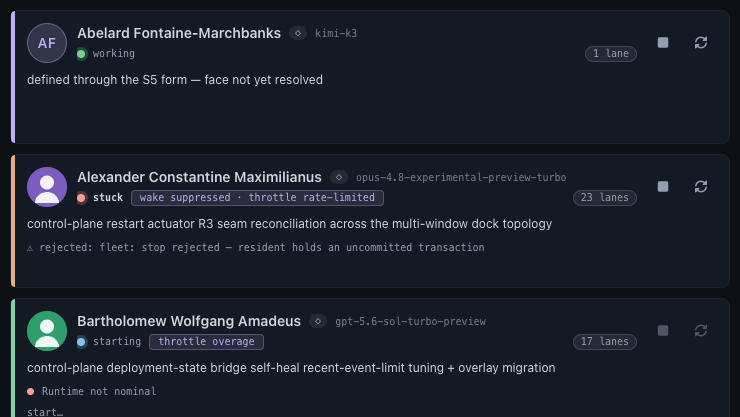 AF
Abelard Fontaine-Marchbanks ◇ kimi-k3
working
1 lane
defined through the S5 form — face not yet resolved
Alexander Constantine Maximilianus ◇ opus-4.8-experimental-preview-turbo
stuck wake suppressed · throttle rate-limited
23 lanes
control-plane restart actuator R3 seam reconciliation across the multi-window dock topology
⚠ rejected: fleet: stop rejected — resident holds an uncommitted transaction
Bartholomew Wolfgang Amadeus ◇ gpt-5.6-sol-turbo-preview
starting throttle overage
17 lanes
control-plane deployment-state bridge self-heal recent-event-limit tuning + overlay migration
Runtime not nominal
start…